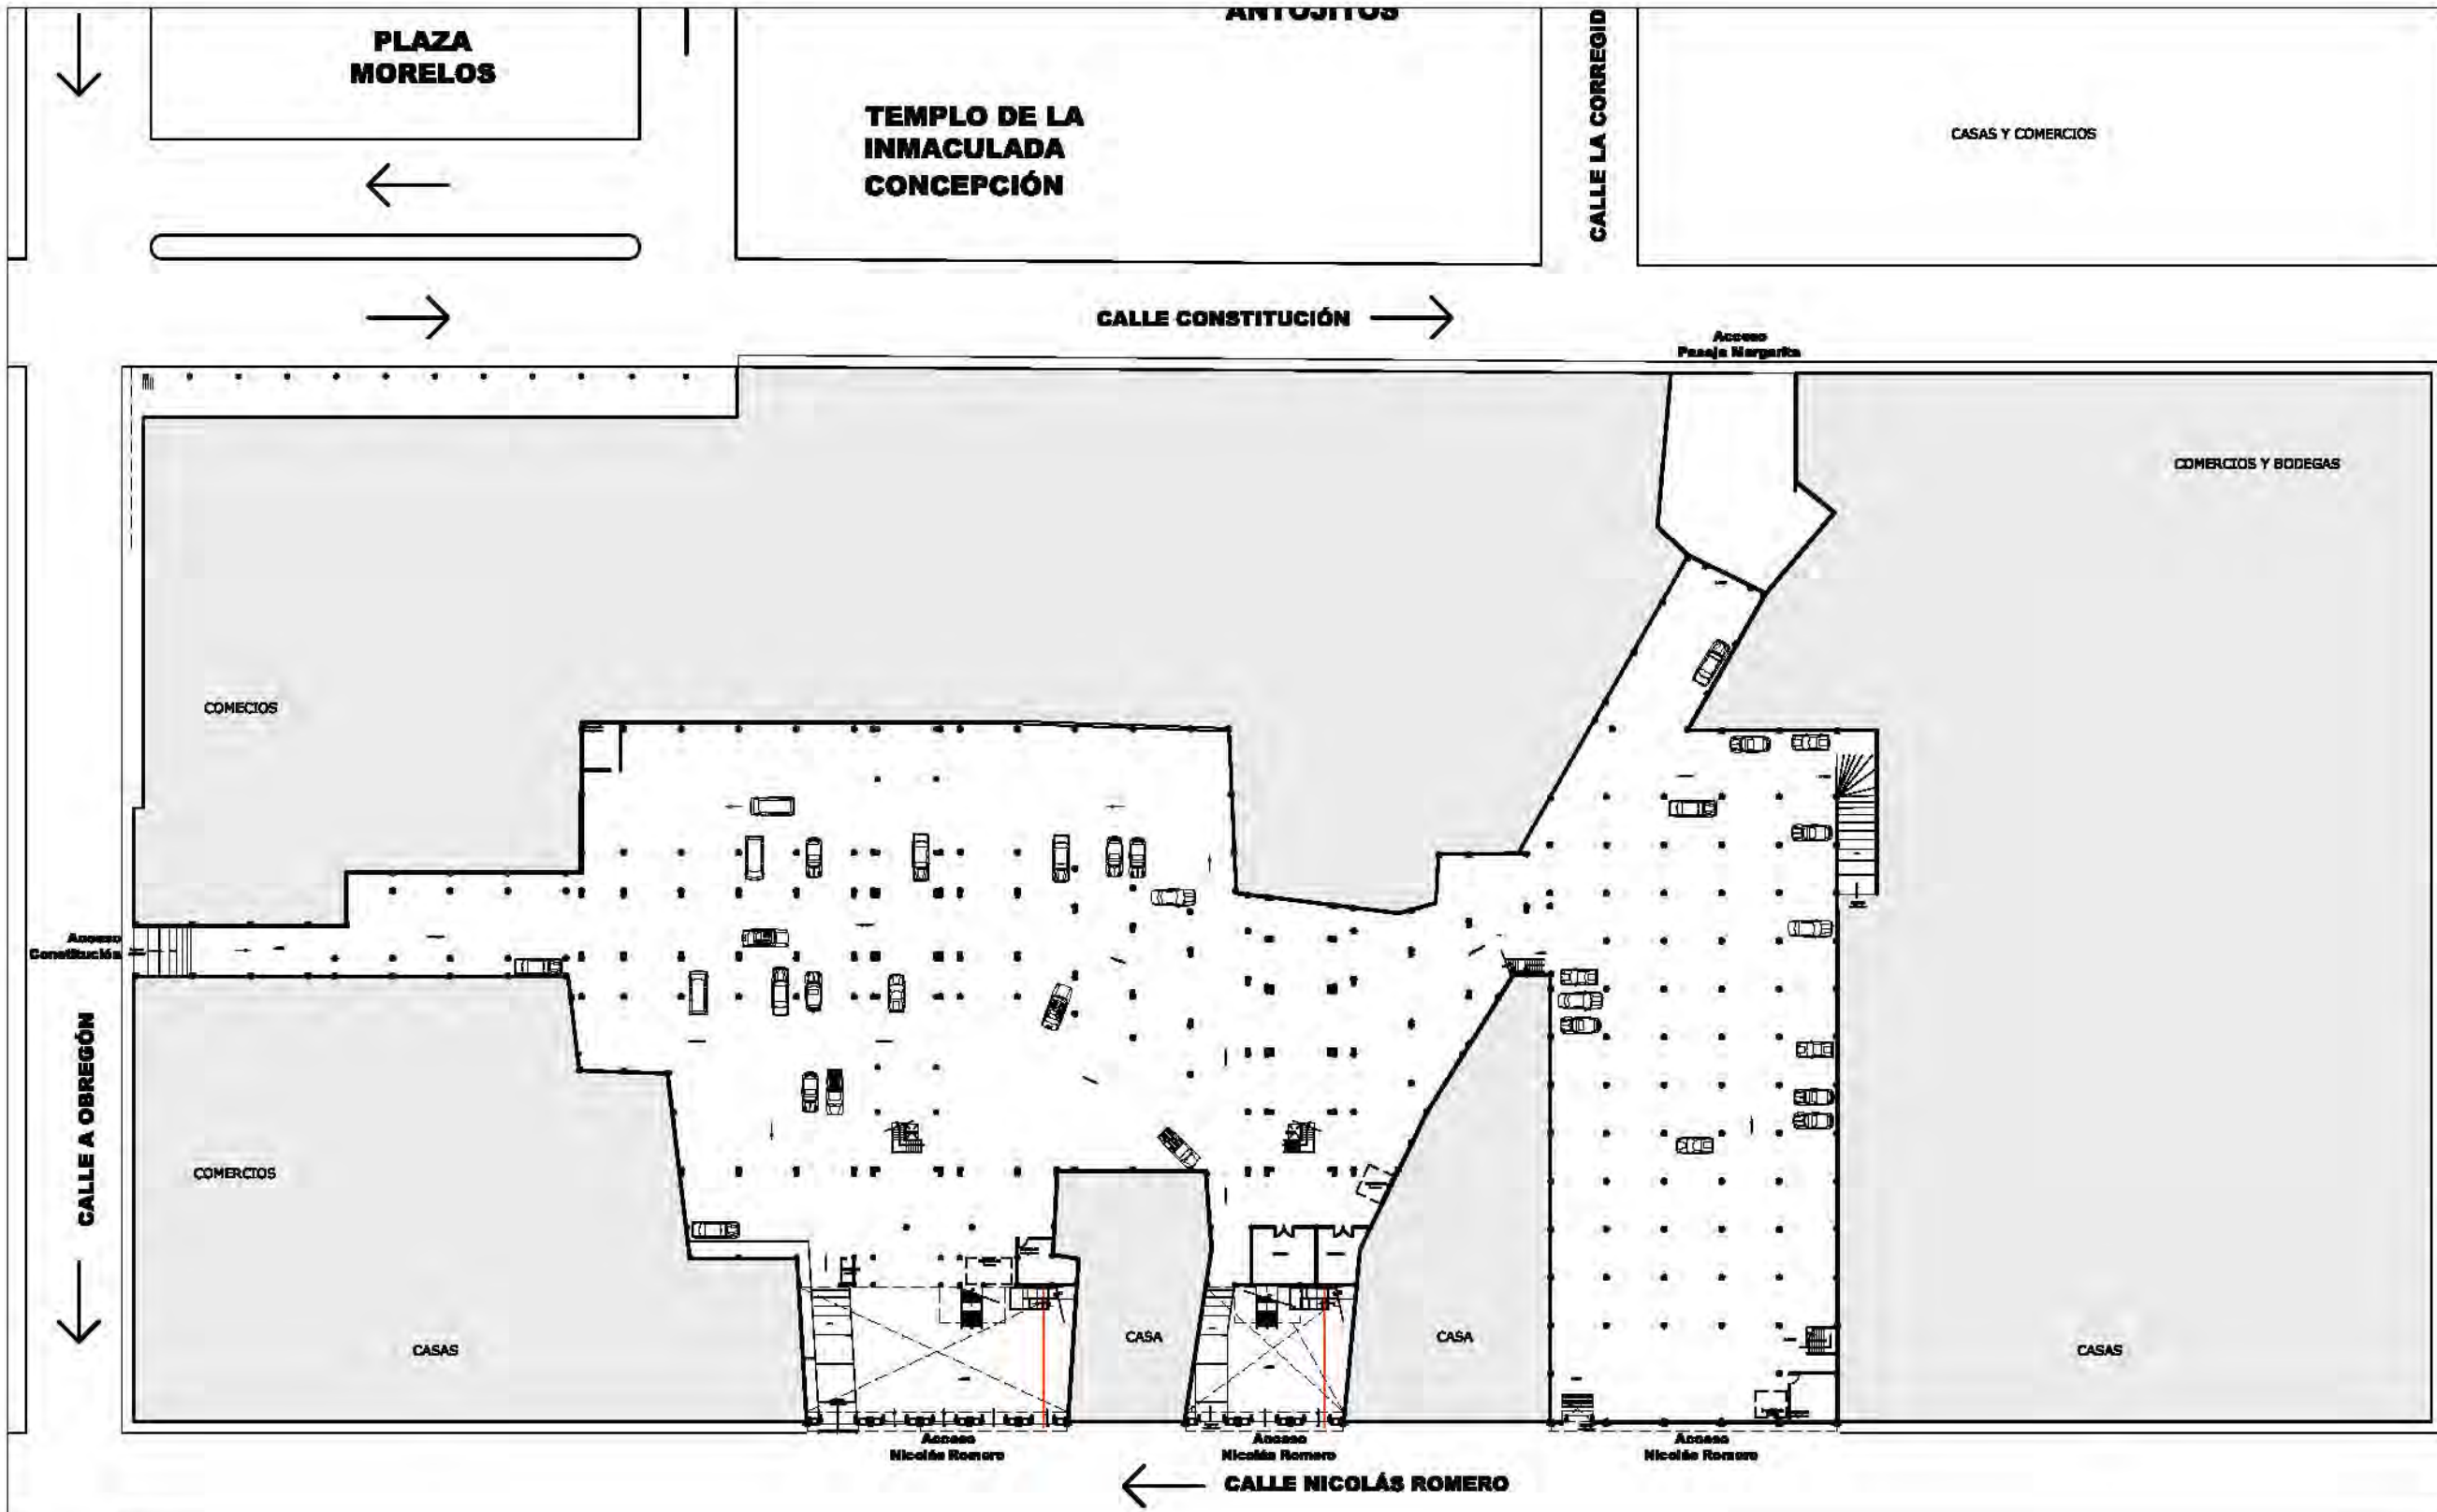 ANTOJITOS
PLAZA
MORELOS
TEMPLO DE LA
INMACULADA
CONCEPCIÓN
CALLE LA CORREGID
CASAS Y COMERCIOS
CALLE CONSTITUCIÓN
Acceso
Pasaje Margarita
COMERCIOS Y BODEGAS
COMECIOS
Acceso
Constitución
CALLE A OBREGÓN
COMERCIOS
CASAS
CASA
CASA
CASAS
Acceso
Nicolás Romero
Acceso
Nicolás Romero
Acceso
Nicolás Romero
CALLE NICOLÁS ROMERO